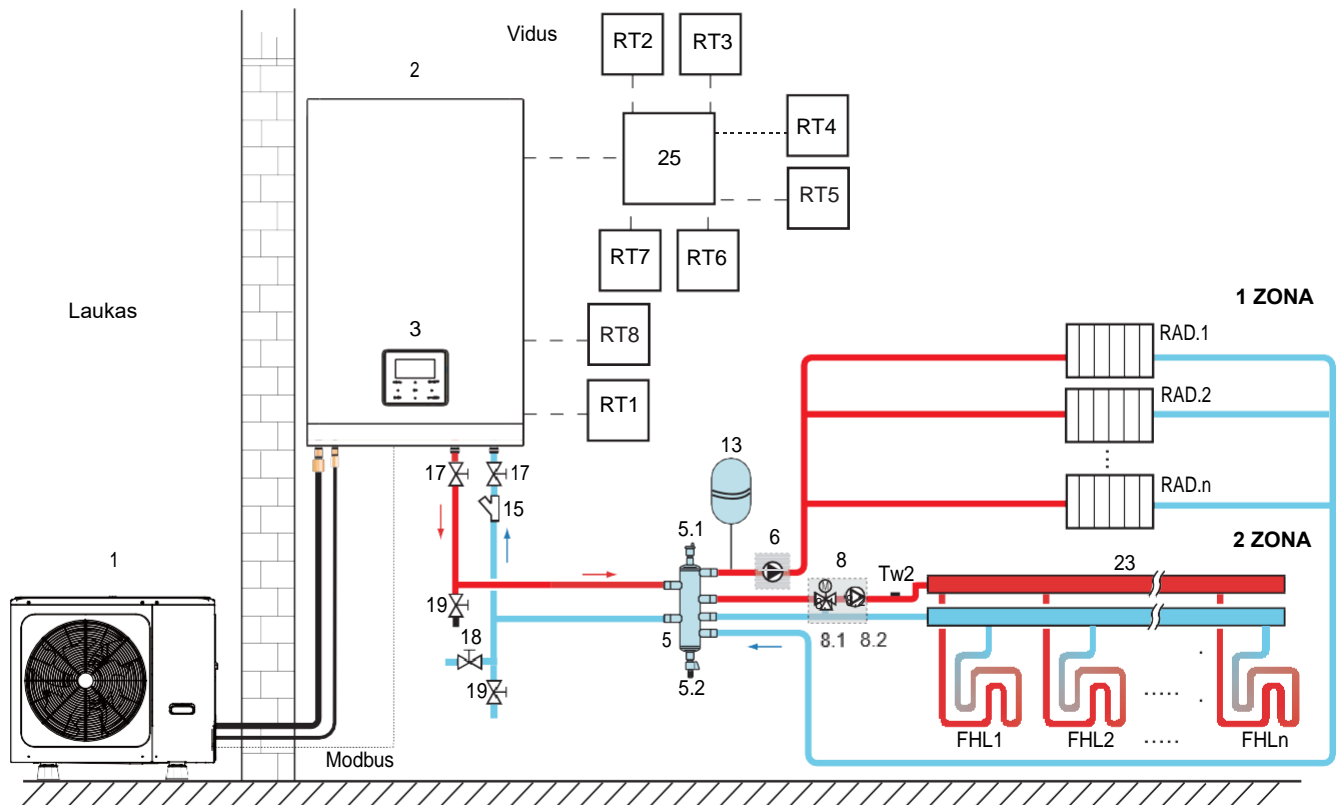 Vidus
RT2
RT3
2
RT4
25
RT5
RT7
RT6
1 ZONA
Laukas
3
RT8
RAD.1
RT1
RAD.2
13
17
17
RAD.n
15
5.1
6
2 ZONA
8
Tw2
23
1
19
18
5
8.1
8.2
19
5.2
FHL1
FHL2
FHLn
Modbus